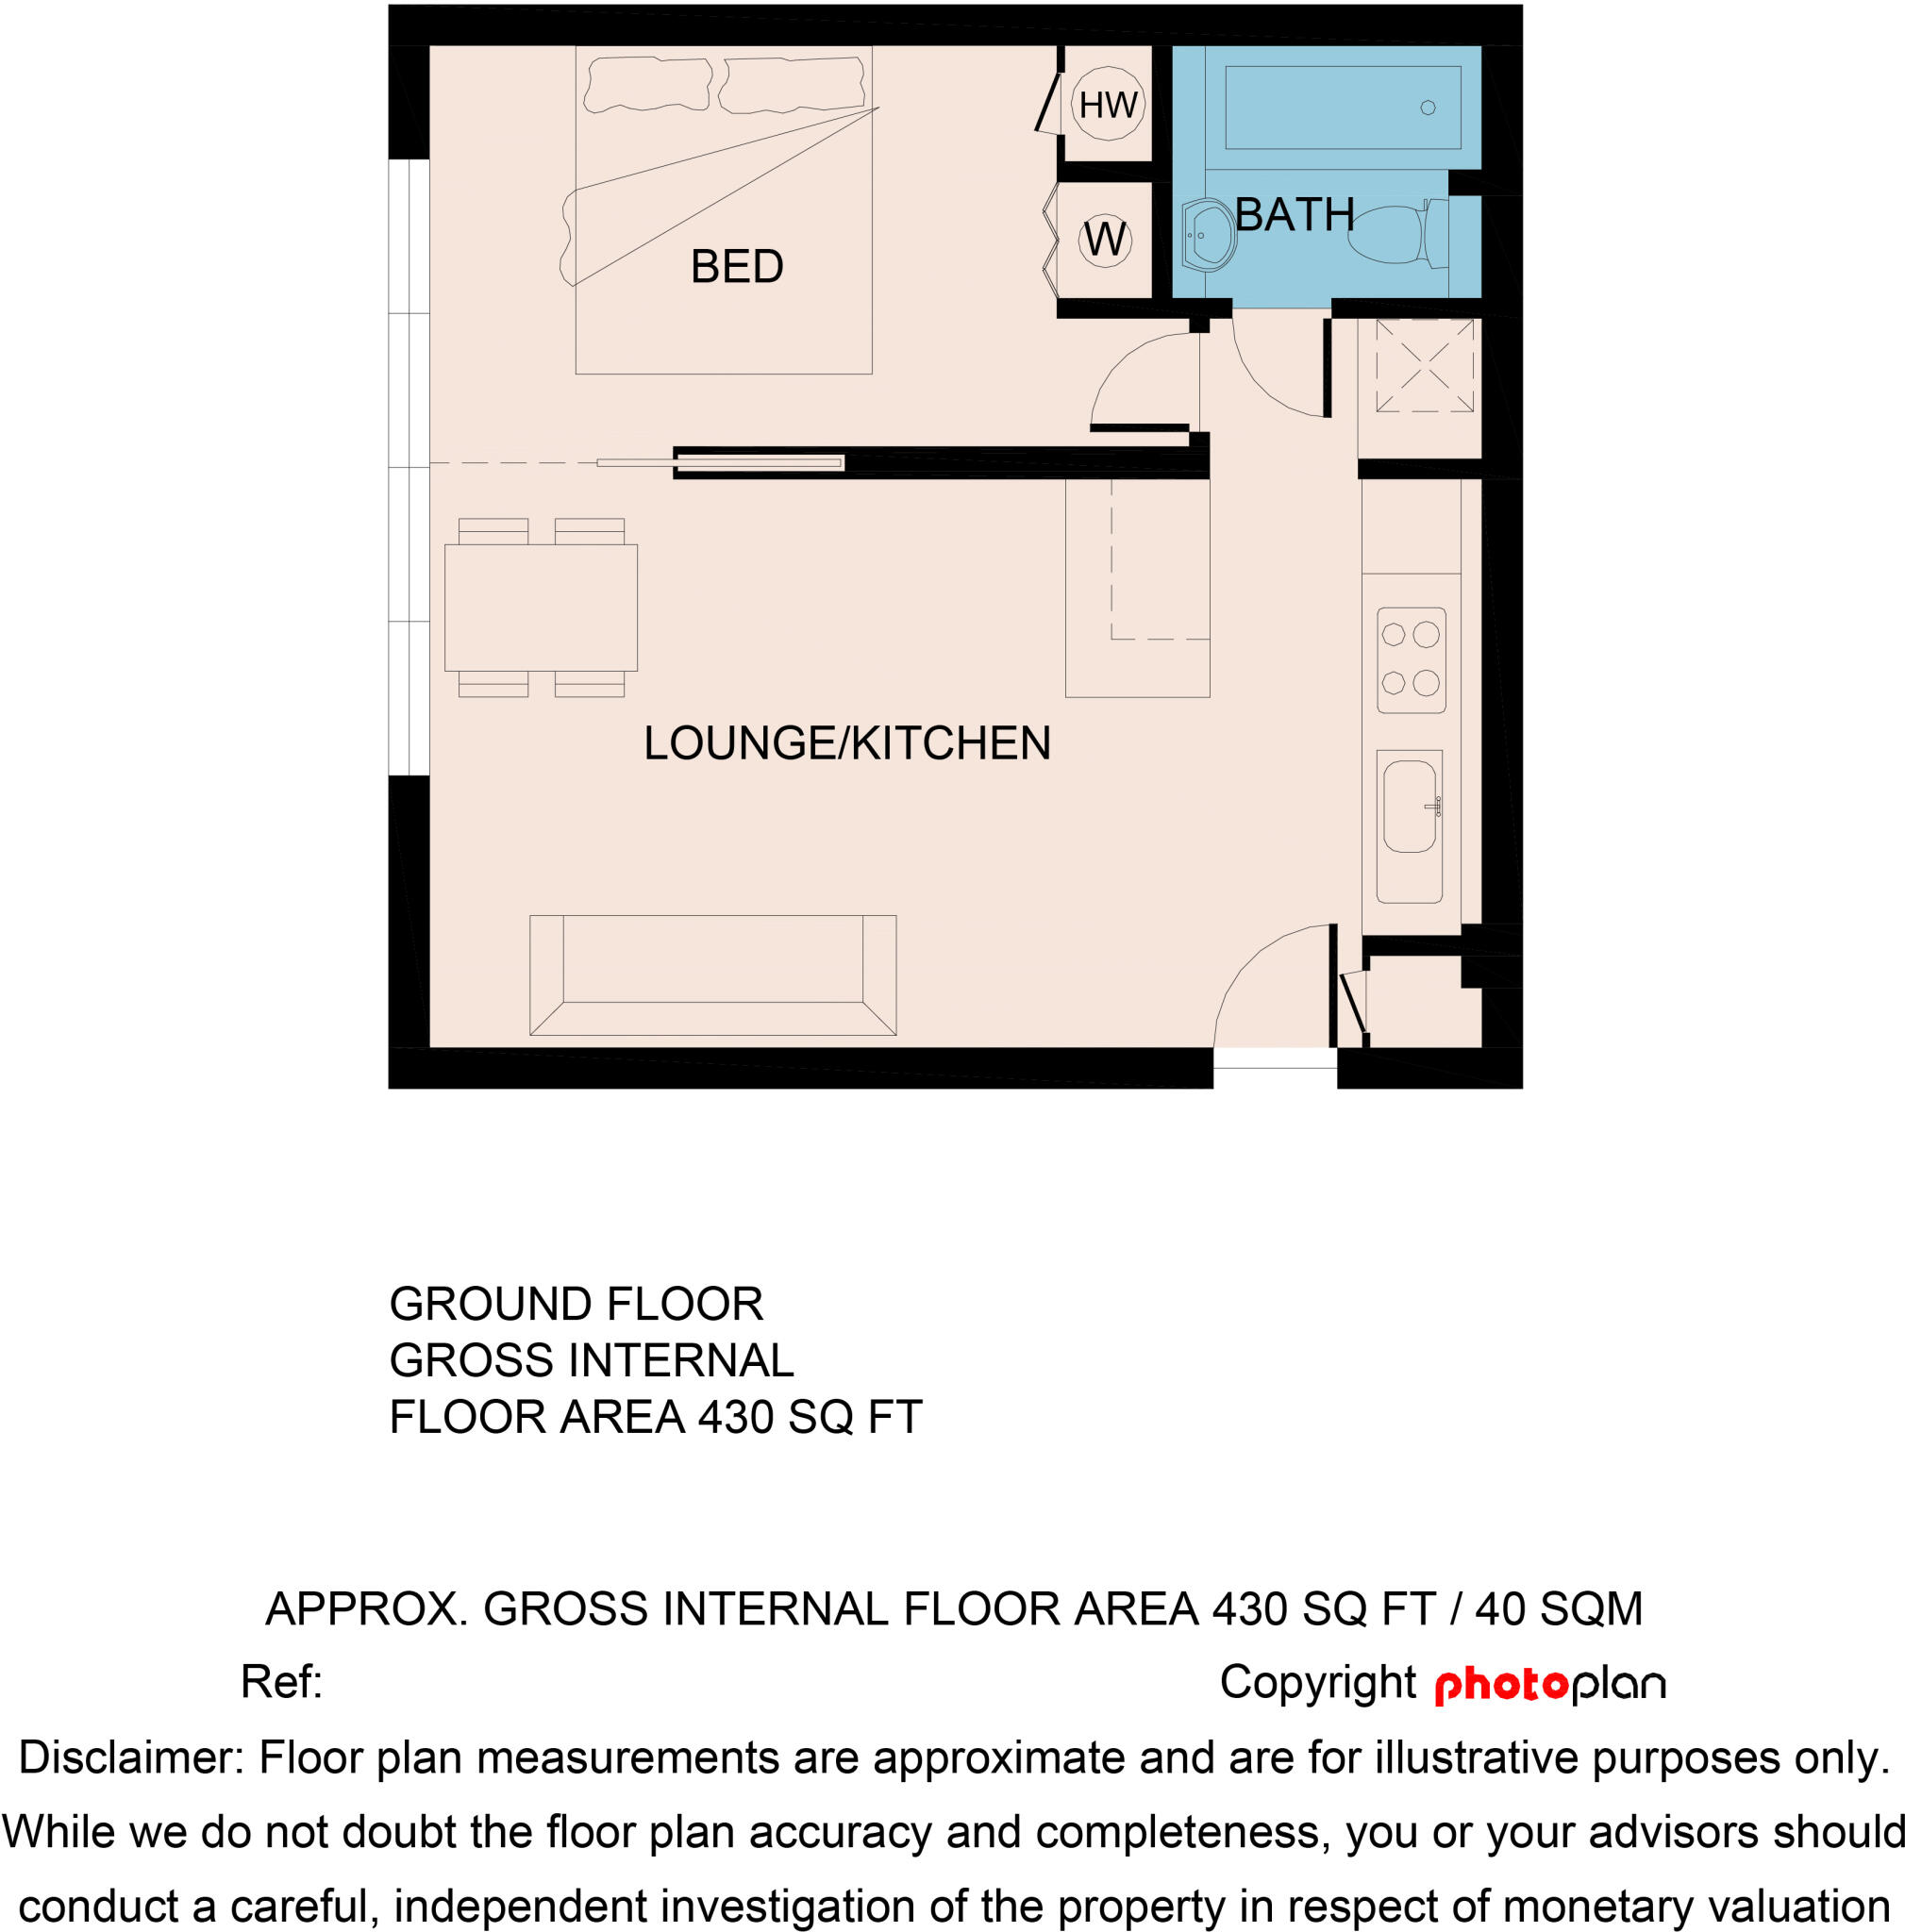 HW
BATH
W
BED
LOUNGE/KITCHEN
GROUND FLOOR
GROSS INTERNAL
FLOOR AREA 430 SQ FT
APPROX. GROSS INTERNAL FLOOR AREA 430 SQ FT / 40 SQM
Ref: Copyright photoplan
Disclaimer: Floor plan measurements are approximate and are for illustrative purposes only.
While we do not doubt the floor plan accuracy and completeness, you or your advisors should
conduct a careful, independent investigation of the property in respect of monetary valuation